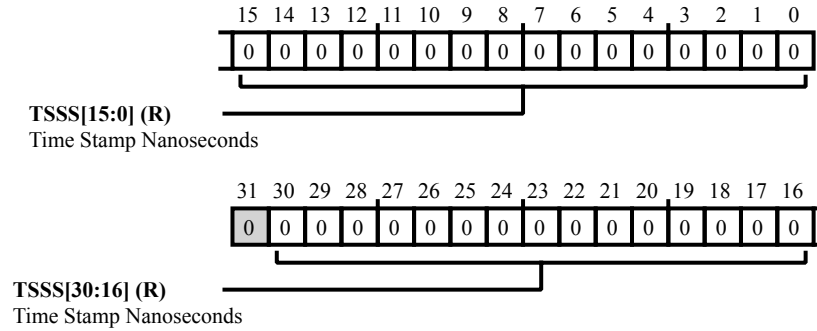 15 14 13 12 11 10 9 8 7 6 5 4 3 2 1 0
0 0 0 0 0 0 0 0 0 0 0 0 0 0 0 0
TSSS[15:0] (R)
Time Stamp Nanoseconds
31 30 29 28 27 26 25 24 23 22 21 20 19 18 17 16
0 0 0 0 0 0 0 0 0 0 0 0 0 0 0 0
TSSS[30:16] (R)
Time Stamp Nanoseconds